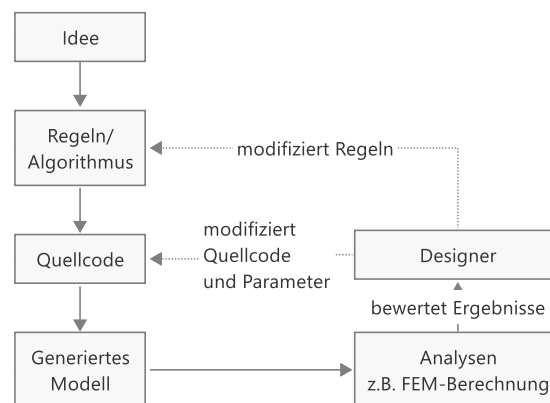 Idee
Regeln/
Algorithmus
modifiziert Regeln
modifiziert
Quellcode
und Parameter
Quellcode
Designer
bewertet Ergebnisse
Generiertes
Modell
Analysen
z.B. FEM-Berechnung